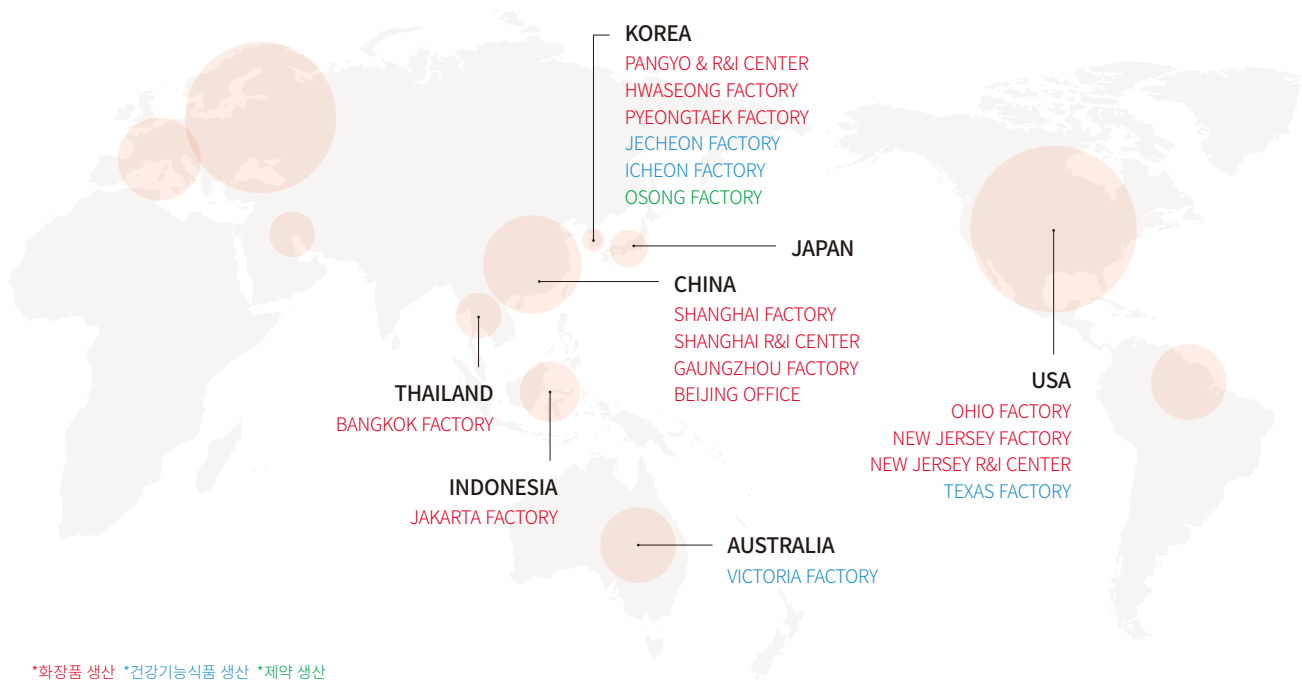 KOREA
PANGYO & R&I CENTER
HWASEONG FACTORY
PYEONGTAEK FACTORY
JECHEON FACTORY
ICHEON FACTORY
OSONG FACTORY
JAPAN
CHINA
SHANGHAI FACTORY
SHANGHAI R&I CENTER
GAUNGZHOU FACTORY
BEIJING OFFICE
THAILAND
BANGKOK FACTORY
INDONESIA
JAKARTA FACTORY
AUSTRALIA
VICTORIA FACTORY
USA
OHIO FACTORY
NEW JERSEY FACTORY
NEW JERSEY R&I CENTER
TEXAS FACTORY
*화장품 생산 *건강기능식품 생산 *제약 생산